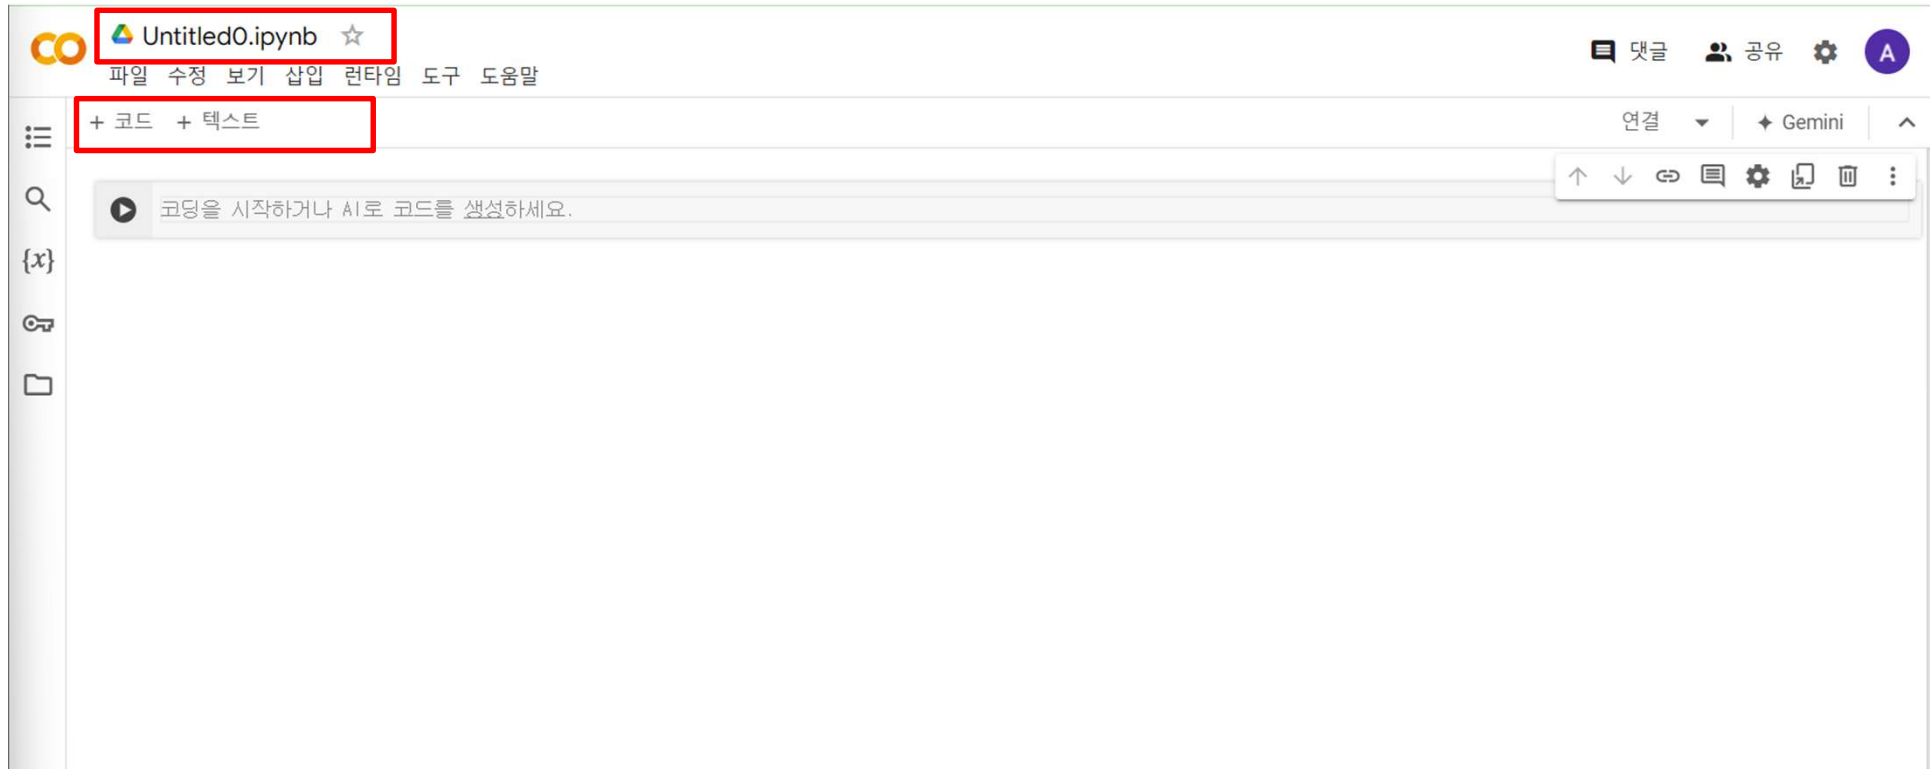 CO
Untitled0.ipynb
댓글 공유 A
파일 수정 보기 삽입 런타임 도구 도움말
+ 코드 + 텍스트
연결 Gemini
코딩을 시작하거나 AI로 코드를 생성하세요.
{x}